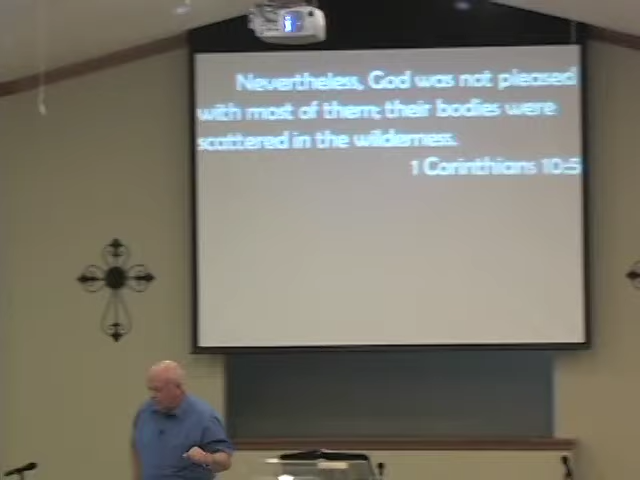 Nevertheless, God was not pleased
with most of them; their bodies were
scattered in the wilderness.
1 Corinthians 10:5